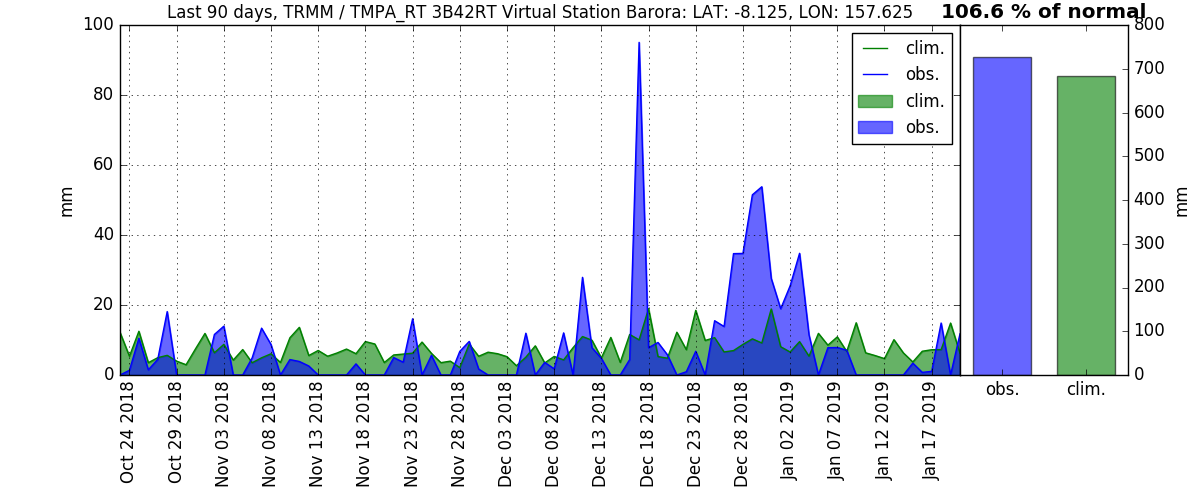 Last 90 days, TRMM / TMPA_RT 3B42RT Virtual Station Barora: LAT: -8.125, LON: 157.625
106.6 % of normal
100
80
60
40
20
0
mm
clim.
obs.
clim.
obs.
800
700
600
500
400
300
200
100
0
mm
obs.
clim.
Oct 24 2018
Oct 29 2018
Nov 03 2018
Nov 08 2018
Nov 13 2018
Nov 18 2018
Nov 23 2018
Nov 28 2018
Dec 03 2018
Dec 08 2018
Dec 13 2018
Dec 18 2018
Dec 23 2018
Dec 28 2018
Jan 02 2019
Jan 07 2019
Jan 12 2019
Jan 17 2019